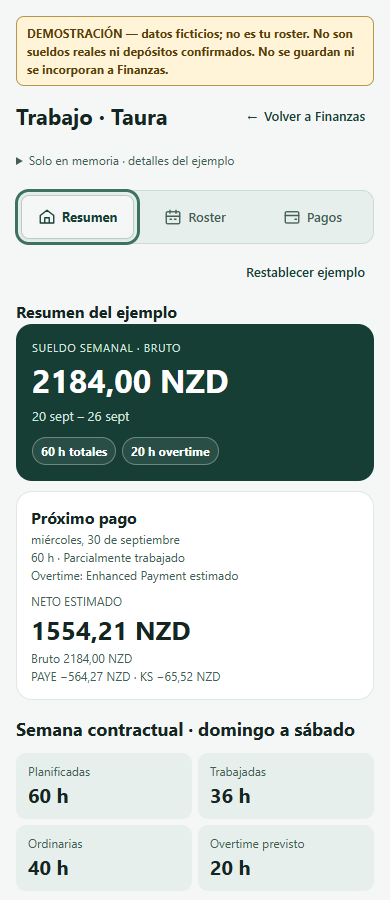 DEMOSTRACIÓN — datos ficticios; no es tu roster. No son
sueldos reales ni depósitos confirmados. No se guardan ni
se incorporan a Finanzas.
Trabajo · Taura
← Volver a Finanzas
▶ Solo en memoria · detalles del ejemplo
Resumen
Roster
Pagos
Restablecer ejemplo
Resumen del ejemplo
SUELDO SEMANAL · BRUTO
2184,00 NZD
20 sept – 26 sept
60 h totales
20 h overtime
Próximo pago
miércoles, 30 de septiembre
60 h · Parcialmente trabajado
Overtime: Enhanced Payment estimado
NETO ESTIMADO
1554,21 NZD
Bruto 2184,00 NZD
PAYE −564,27 NZD · KS −65,52 NZD
Semana contractual · domingo a sábado
Planificadas
60 h
Trabajadas
36 h
Ordinarias
40 h
Overtime previsto
20 h